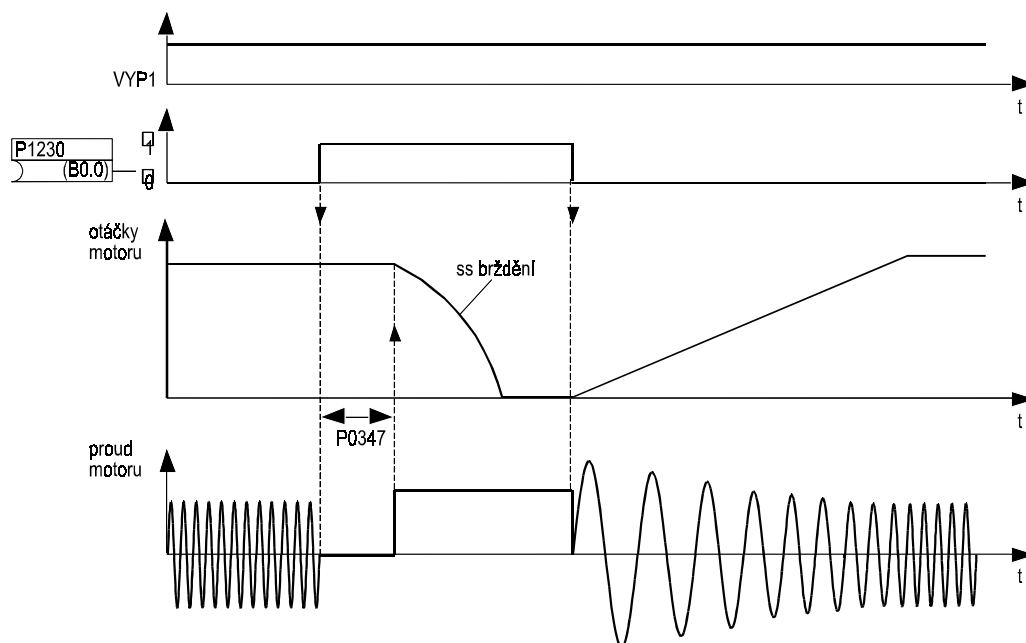 VYP1
t
P1230
(B0.0)
1
0
t
otáčky
motoru
ss brždění
t
P0347
proud
motoru
t